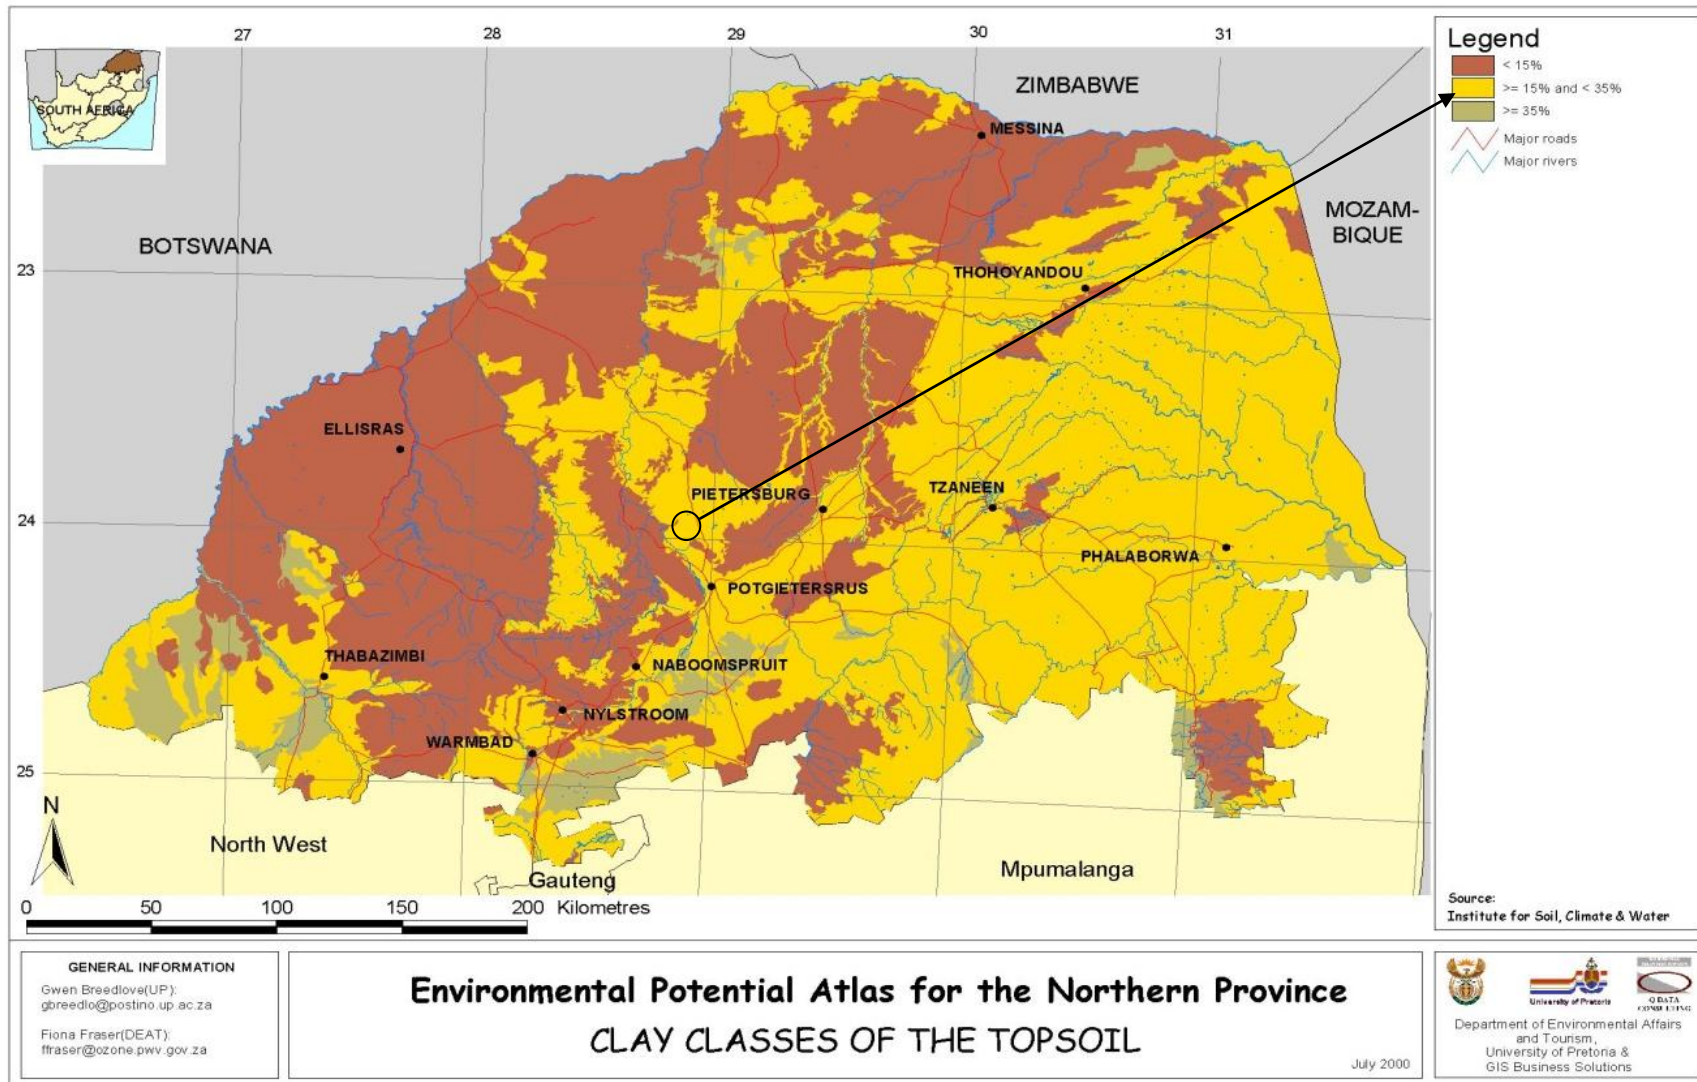 27
28
29
30
31
SOUTH AFRICA
ZIMBABWE
MESSINA
MOZAM-
BIQUE
BOTSWANA
23
THOHOYANDOU
ELLISRAS
PIETERSBURG
TZANEEN
24
PHALABORWA
POTGIETERSRUS
THABAZIMBI
NABOOMSPRUIT
NYLSTROOM
WARMBAD
25
N
North West
Gauteng
Mpumalanga
0 50 100 150 200 Kilometres
Legend
< 15%
>= 15% and < 35%
>= 35%
Major roads
Major rivers
Source:
Institute for Soil, Climate & Water
GENERAL INFORMATION
Gwen Breedlove(UP):
gbreedlo@postino.up.ac.za
Fiona Fraser(DEAT):
ffraser@ozone.pwv.gov.za
Environmental Potential Atlas for the Northern Province
CLAY CLASSES OF THE TOPSOIL
July 2000
University of Pretoria
Q DATA
CONSULTING
Department of Environmental Affairs
and Tourism,
University of Pretoria &
GIS Business Solutions